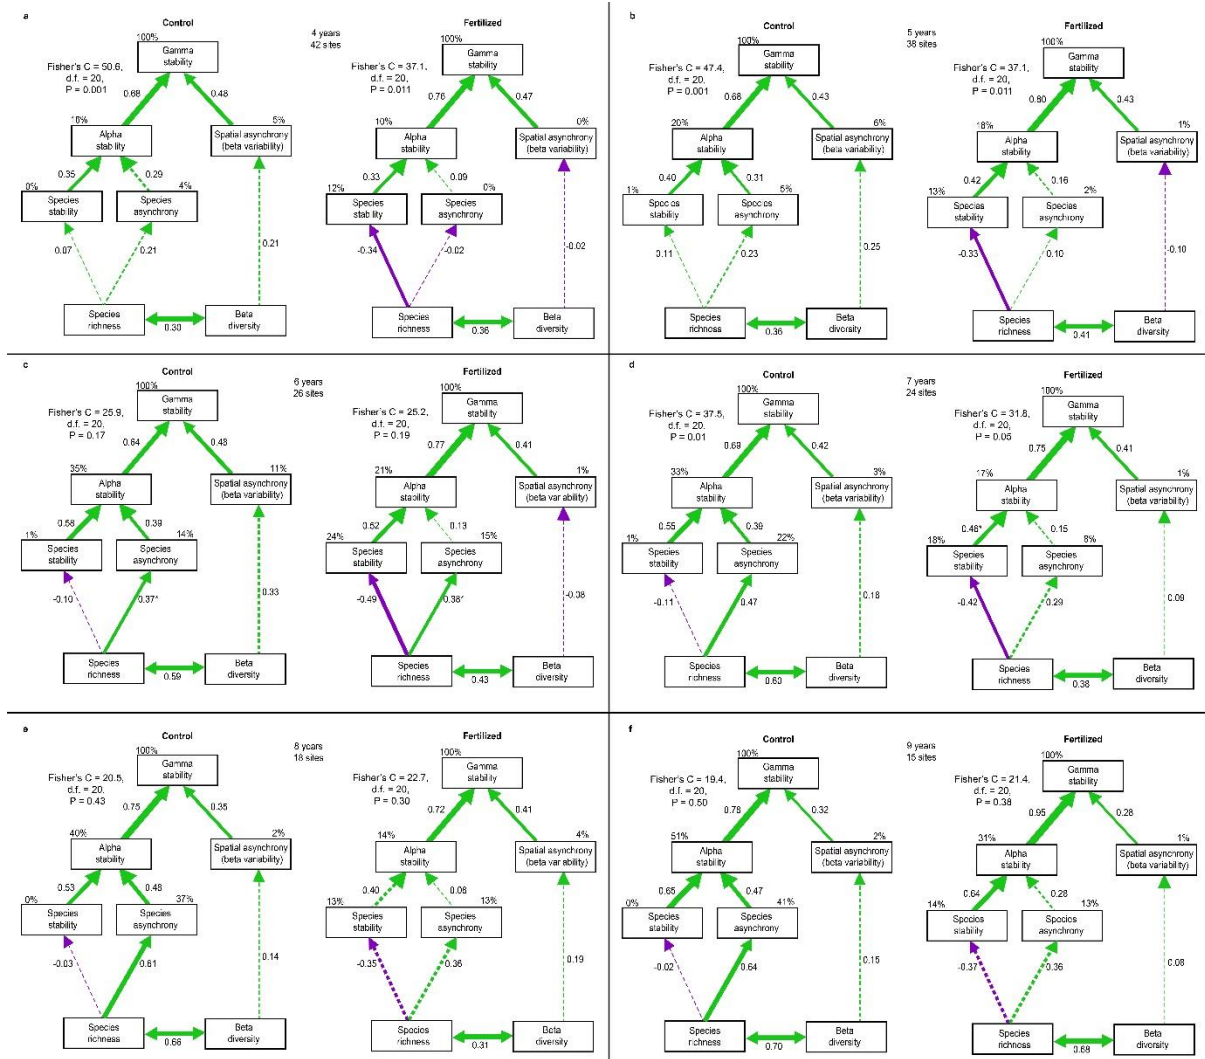 a
Control
Fertilized
4 years
42 sites
100%
Gamma
stability
Fisher's C = 50.6,
d.f. = 20,
P = 0.001
0.68
0.48
18%
Alpha
stability
5%
Spatial asynchrony
(beta variability)
0.35
0.29
0%
Species
stability
4%
Species
asynchrony
0.07
0.21
0.21
Species
richness
0.30
Beta
diversity
100%
Gamma
stability
Fisher's C = 37.1,
d.f. = 20,
P = 0.011
0.76
0.47
10%
Alpha
stability
0%
Spatial asynchrony
(beta variability)
0.33
0.09
12%
Species
stability
0%
Species
asynchrony
-0.34
-0.02
-0.02
Species
richness
0.36
Beta
diversity
b
Control
Fertilized
5 years
38 sites
100%
Gamma
stability
Fisher's C = 47.4,
d.f. = 20,
P = 0.001
0.68
0.43
20%
Alpha
stability
6%
Spatial asynchrony
(beta variability)
0.40
0.31
1%
Species
stability
5%
Species
asynchrony
0.11
0.23
0.25
Species
richness
0.36
Beta
diversity
100%
Gamma
stability
Fisher's C = 37.1,
d.f. = 20,
P = 0.011
0.80
0.43
18%
Alpha
stability
1%
Spatial asynchrony
(beta variability)
0.42
0.16
13%
Species
stability
2%
Species
asynchrony
-0.33
0.10
-0.10
Species
richness
0.41
Beta
diversity
c
Control
Fertilized
6 years
26 sites
100%
Gamma
stability
Fisher's C = 25.9,
d.f. = 20,
P = 0.17
0.64
0.48
35%
Alpha
stability
11%
Spatial asynchrony
(beta variability)
0.58
0.39
1%
Species
stability
14%
Species
asynchrony
-0.10
0.37*
0.33
Species
richness
0.59
Beta
diversity
100%
Gamma
stability
Fisher's C = 25.2,
d.f. = 20,
P = 0.19
0.77
0.41
21%
Alpha
stability
1%
Spatial asynchrony
(beta variability)
0.52
0.13
24%
Species
stability
15%
Species
asynchrony
-0.49
0.38*
-0.08
Species
richness
0.43
Beta
diversity
d
Control
Fertilized
7 years
24 sites
100%
Gamma
stability
Fisher's C = 37.5,
d.f. = 20.
P = 0.01
0.69
0.42
33%
Alpha
stability
3%
Spatial asynchrony
(beta variability)
0.55
0.39
1%
Species
stability
22%
Species
asynchrony
-0.11
0.47
0.18
Species
richness
0.60
Beta
diversity
100%
Gamma
stability
Fisher's C = 31.8,
d.f. = 20,
P = 0.05
0.75
0.41
17%
Alpha
stability
1%
Spatial asynchrony
(beta variability)
0.48*
0.15
18%
Species
stability
8%
Species
asynchrony
-0.42
0.29
0.09
Species
richness
0.38
Beta
diversity
e
Control
Fertilized
8 years
18 sites
100%
Gamma
stability
Fisher's C = 20.5,
d.f. = 20,
P = 0.43
0.75
0.35
40%
Alpha
stability
2%
Spatial asynchrony
(beta variability)
0.53
0.48
0%
Species
stability
37%
Species
asynchrony
-0.03
0.61
0.14
Species
richness
0.66
Beta
diversity
Gamma
stability
Fisher's C = 22.7,
d.f. = 20,
P = 0.30
100%
0.72
0.41
14%
Alpha
stability
4%
Spatial asynchrony
(beta variability)
0.40
0.08
13%
Species
stability
13%
Species
asynchrony
-0.35
0.36
0.19
Species
richness
0.31
Beta
diversity
f
Control
Fertilized
9 years
15 sites
100%
Gamma
stability
Fisher's C = 19.4,
d.f. = 20,
P = 0.50
0.78
0.32
51%
Alpha
stability
2%
Spatial asynchrony
(beta variability)
0.65
0.47
0%
Species
stability
41%
Species
asynchrony
-0.02
0.64
0.15
Species
richness
0.70
Beta
diversity
100%
Gamma
stability
Fisher's C = 21.4,
d.f. = 20,
P = 0.38
0.95
0.28
31%
Alpha
stability
1%
Spatial asynchrony
(beta variability)
0.64
0.28
14%
Species
stability
13%
Species
asynchrony
-0.37
0.36
0.08
Species
richness
0.68
Beta
diversity